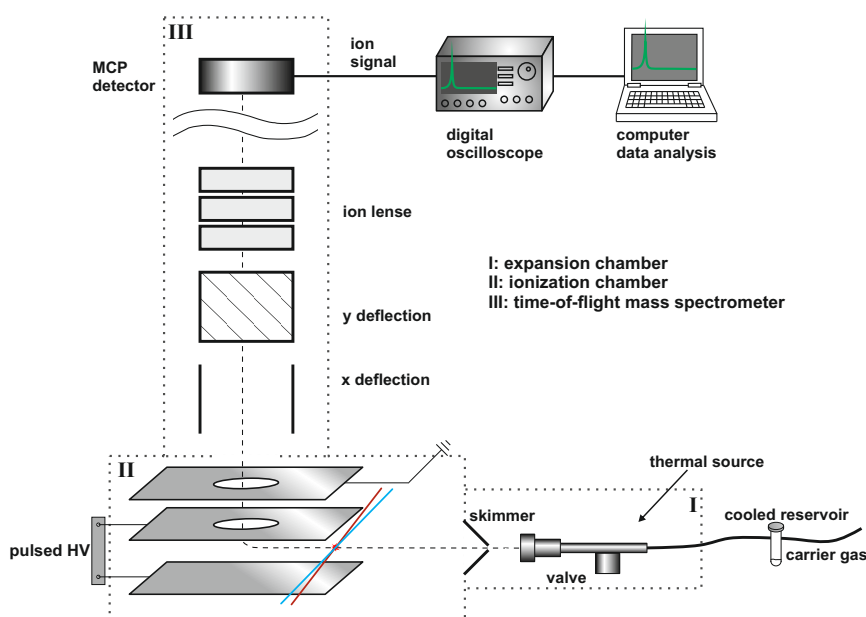 III
MCP
detector
ion
signal
digital
oscilloscope
computer
data analysis
ion lense
y deflection
x deflection
I: expansion chamber
II: ionization chamber
III: time-of-flight mass spectrometer
II
pulsed HV
skimmer
thermal source
I
valve
cooled reservoir
carrier gas